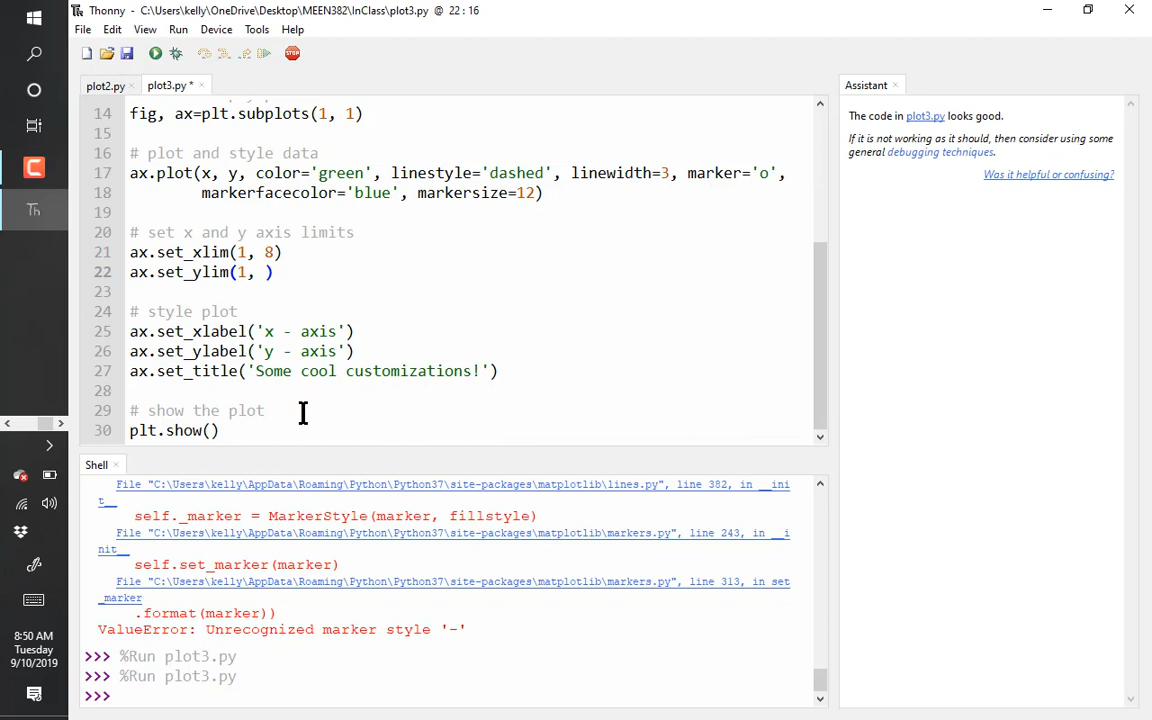 Thonny - C:\Users\kelly\OneDrive\Desktop\MEEN382\InClass\plot3.py @ 22 : 16
File Edit View Run Device Tools Help
STOP
plot2.py × plot3.py * ×
14 fig, ax=plt.subplots(1, 1)
15
16 # plot and style data
17 ax.plot(x, y, color='green', linestyle='dashed', linewidth=3, marker='o',
18         markerfacecolor='blue', markersize=12)
19
20 # set x and y axis limits
21 ax.set_xlim(1, 8)
22 ax.set_ylim(1, )
23
24 # style plot
25 ax.set_xlabel('x - axis')
26 ax.set_ylabel('y - axis')
27 ax.set_title('Some cool customizations!')
28
29 # show the plot
30 plt.show()
Shell ×
File "C:\Users\kelly\AppData\Roaming\Python\Python37\site-packages\matplotlib\lines.py", line 382, in __ini
t__
self._marker = MarkerStyle(marker, fillstyle)
File "C:\Users\kelly\AppData\Roaming\Python\Python37\site-packages\matplotlib\markers.py", line 243, in __i
nit__
self.set_marker(marker)
File "C:\Users\kelly\AppData\Roaming\Python\Python37\site-packages\matplotlib\markers.py", line 313, in set
_marker
.format(marker))
ValueError: Unrecognized marker style '-'
>>> %Run plot3.py
>>> %Run plot3.py
>>>
Assistant ×
The code in plot3.py looks good.
If it is not working as it should, then consider using some
general debugging techniques.
Was it helpful or confusing?
Th
8:50 AM
Tuesday
9/10/2019